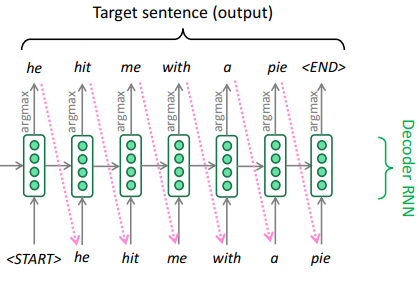 Target sentence (output)
he hit me with a pie <END>
argmax argmax argmax argmax argmax argmax argmax
Decoder RNN
<START> he hit me with a pie